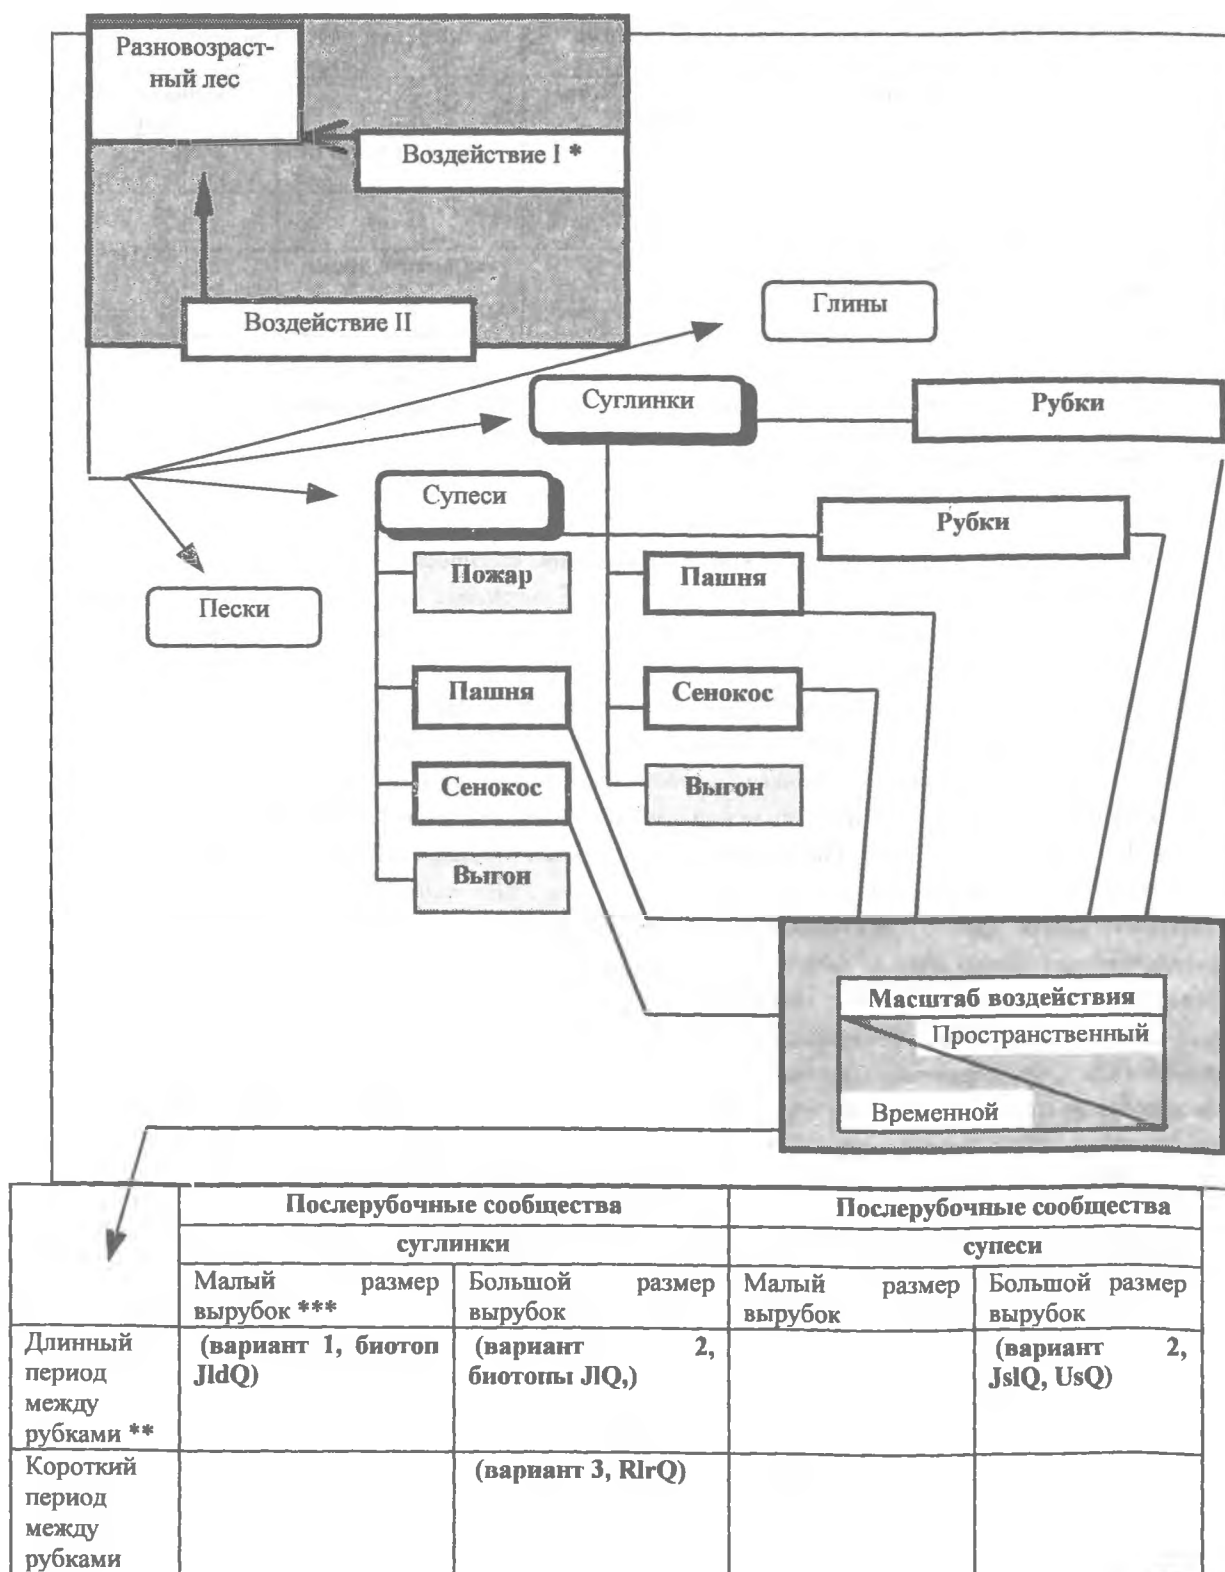 Разновозраст-
ный лес
Воздействие I *
Воздействие II
Глины
Суглинки
Рубки
Супеси
Рубки
Пожар
Пашня
Пески
Пашня
Сенокос
Сенокос
Выгон
Выгон
Масштаб воздействия
Пространственный
Временной
Послерубочные сообщества
Послерубочные сообщества
суглинки
супеси
Малый размер
вырубок ***
Большой размер
вырубок
Малый размер
вырубок
Большой размер
вырубок
Длинный
период
между
рубками **
(вариант 1, биотоп
JldQ)
(вариант 2,
биотопы JlQ,)
(вариант 2,
JslQ, UsQ)
Короткий
период
между
рубками
(вариант 3, RlrQ)